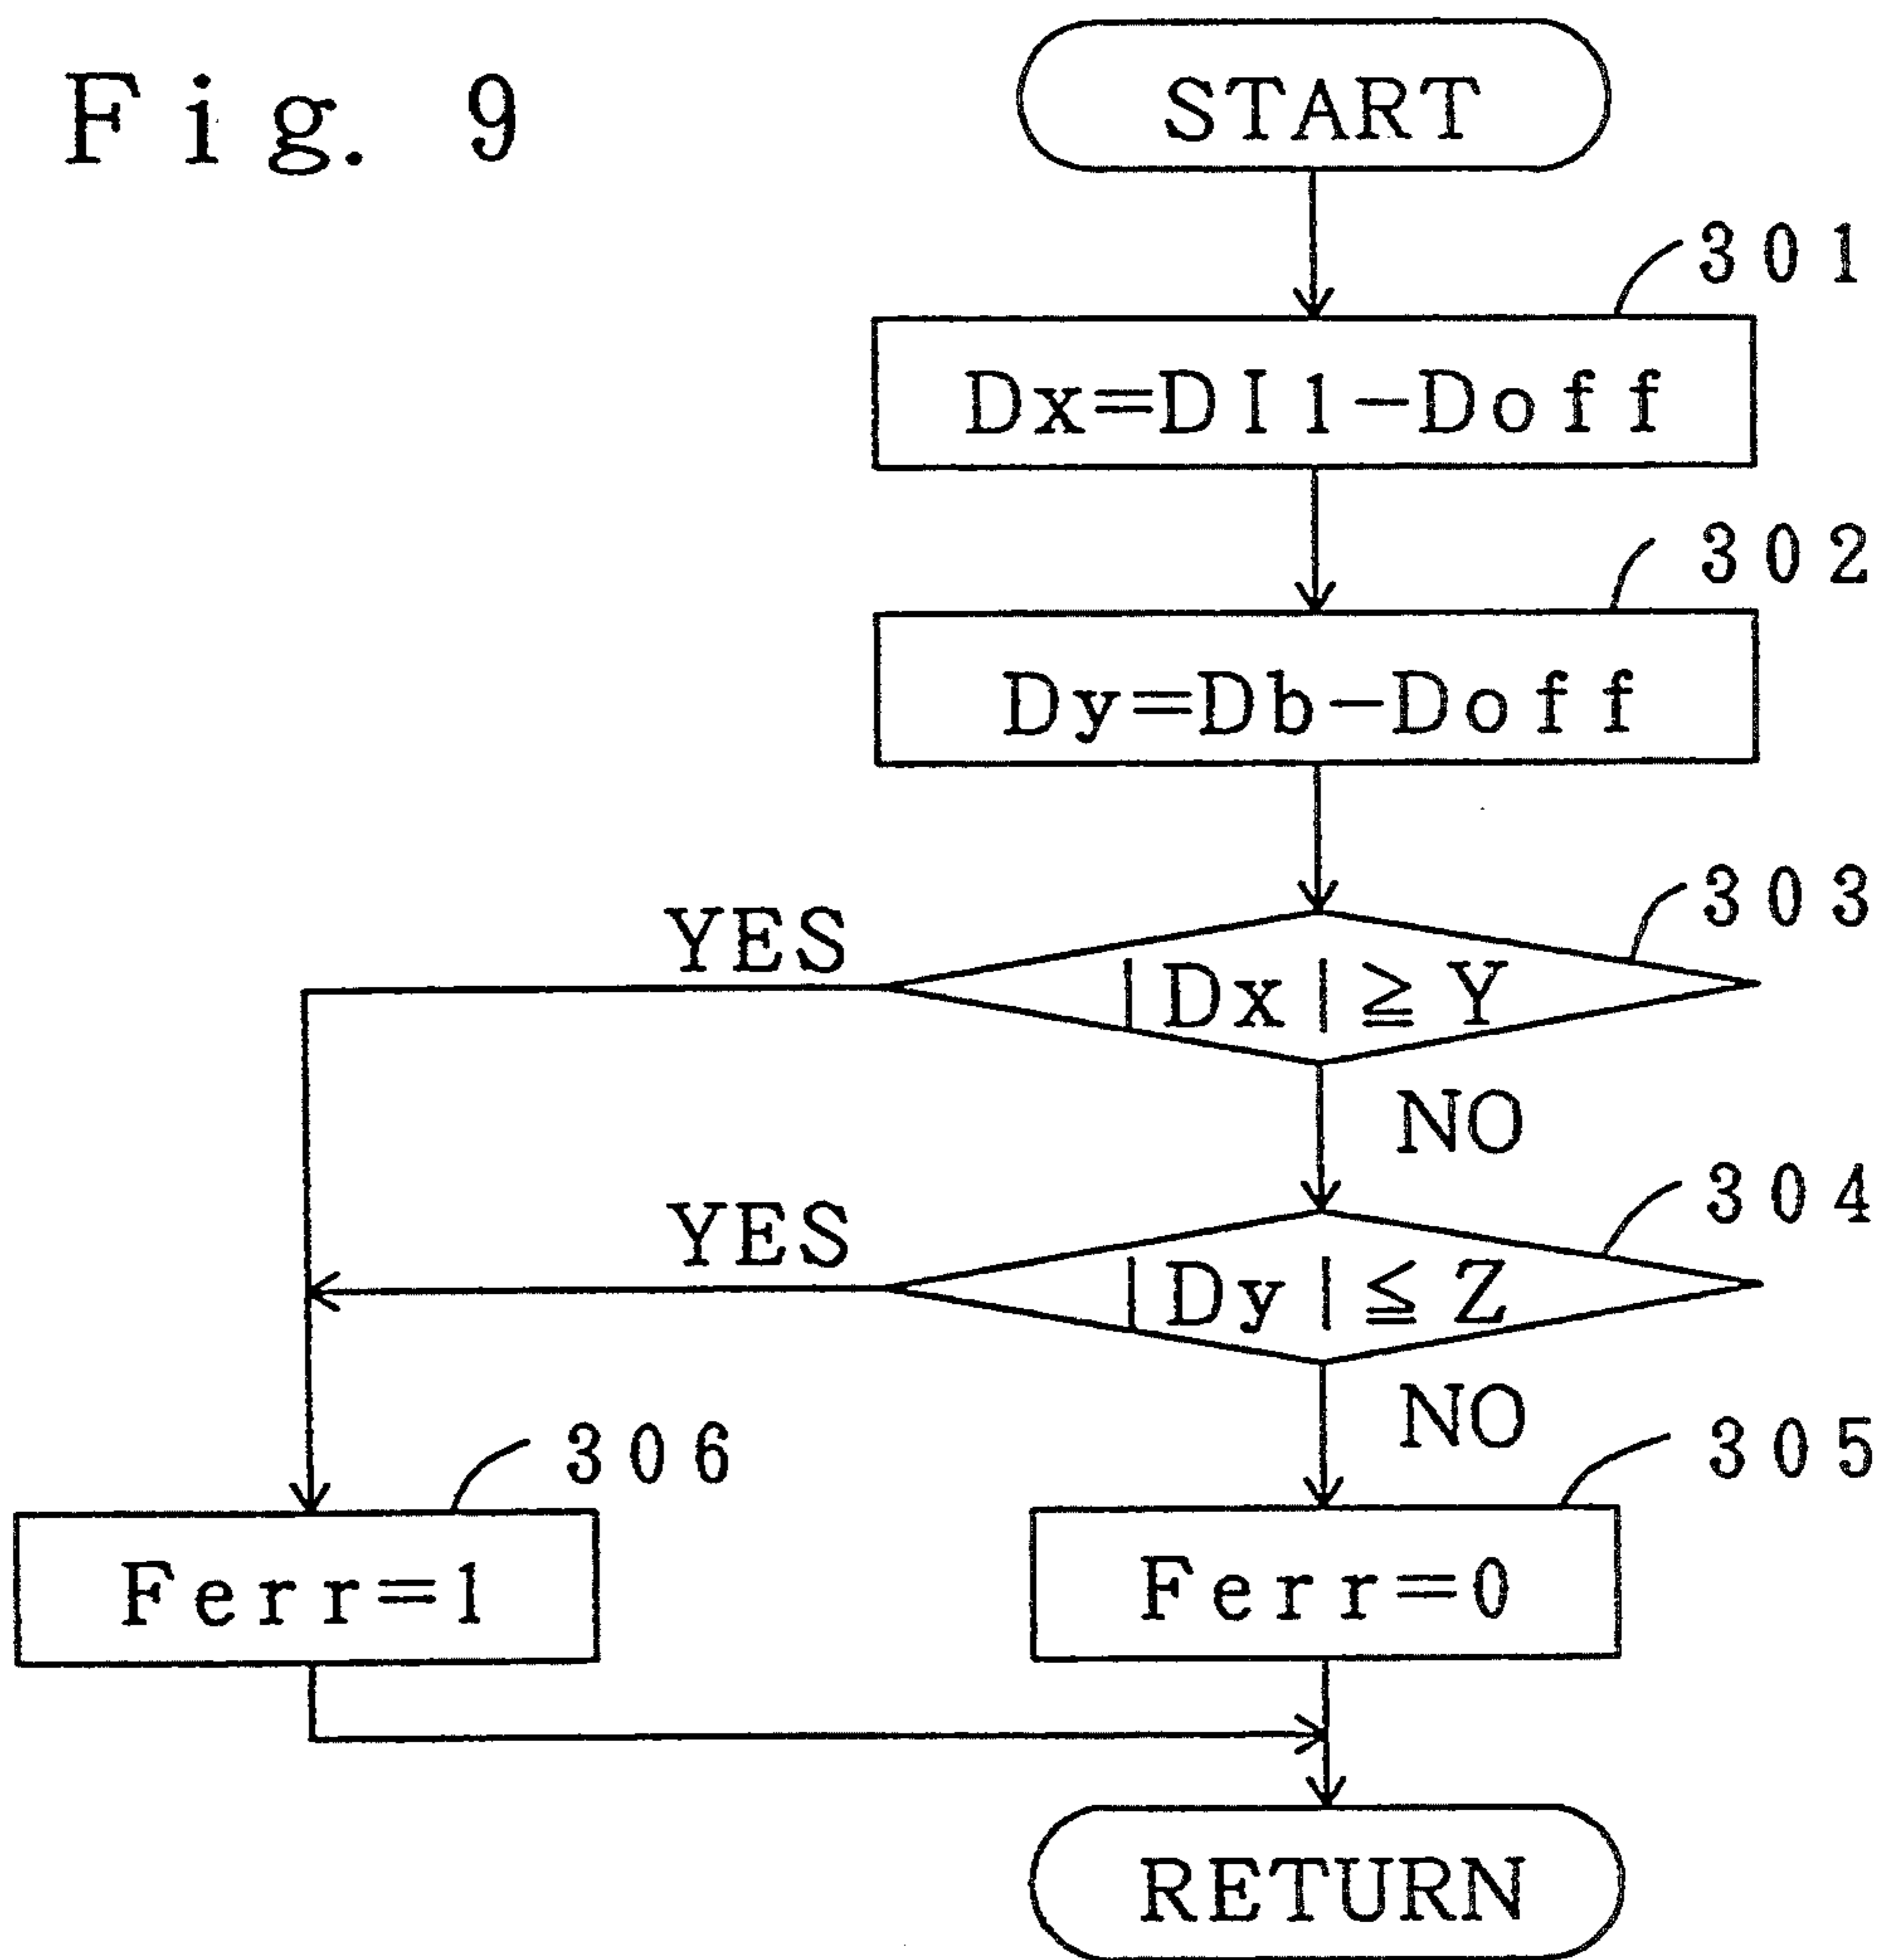 Fig. 9
START
301
Dx=DI1-Doff
302
Dy=Db-Doff
303
YES
|Dx|≧Y
NO
304
YES
|Dy|≦Z
NO
306
305
Ferr=1
Ferr=0
RETURN